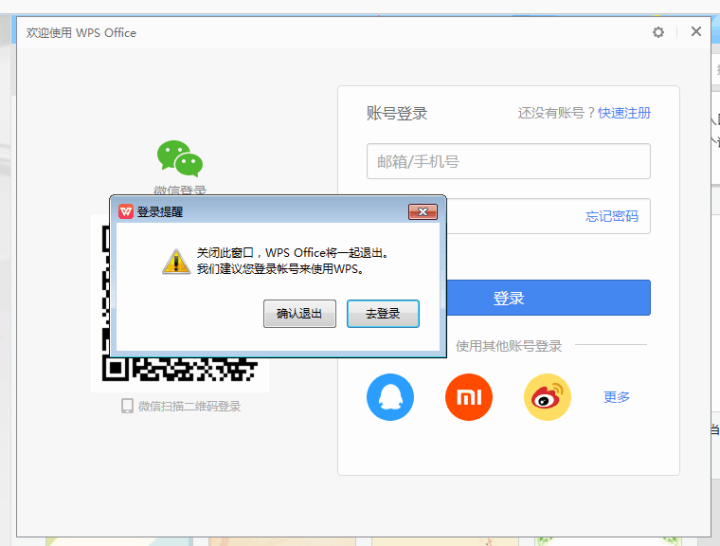 欢迎使用 WPS Office
账号登录
还没有账号？快速注册
邮箱/手机号
微信登录
登录提醒
忘记密码
关闭此窗口，WPS Office将一起退出。
我们建议您登录帐号来使用WPS。
确认退出
去登录
登录
使用其他账号登录
更多
微信扫描二维码登录